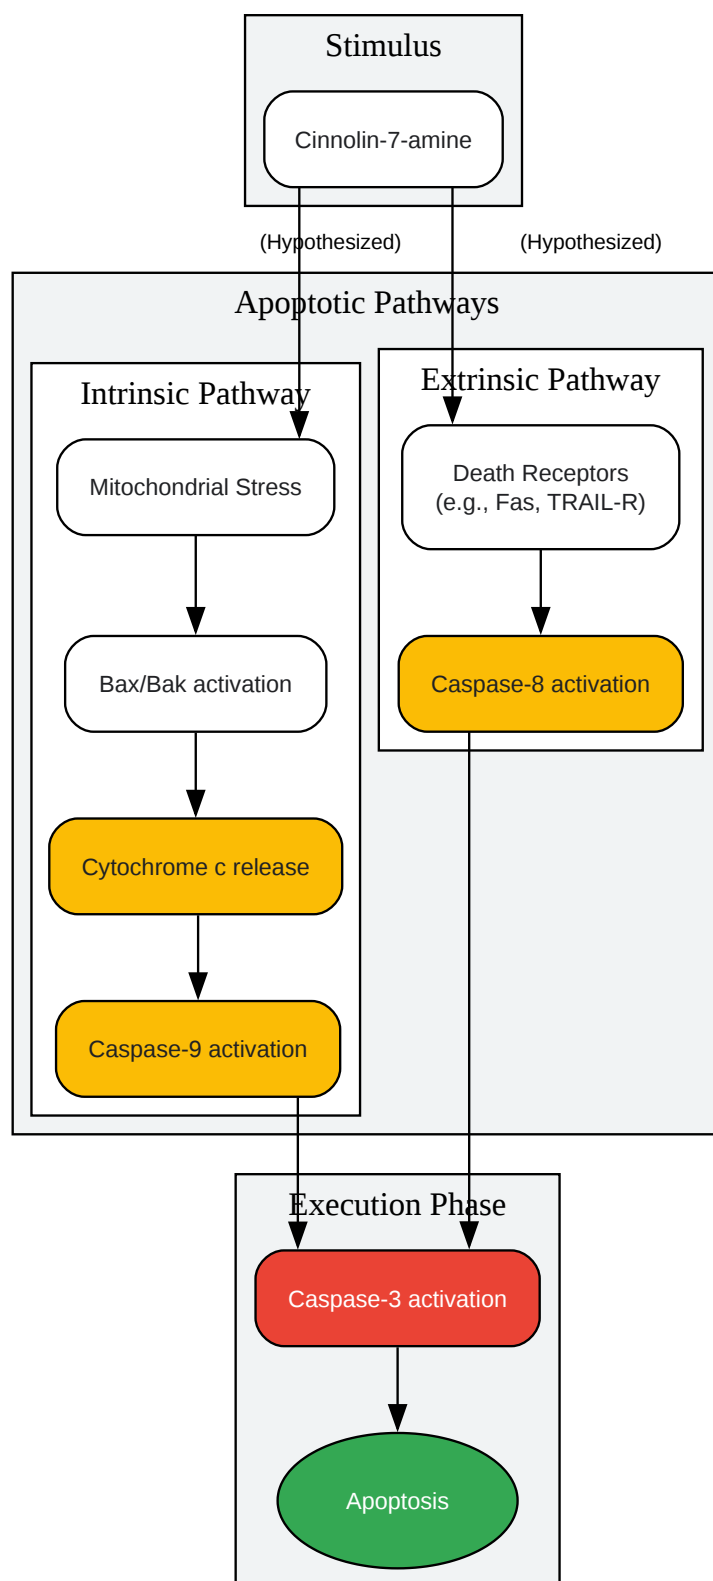 Stimulus
Cinnolin-7-amine
(Hypothesized)
(Hypothesized)
Apoptotic Pathways
Intrinsic Pathway
Extrinsic Pathway
Mitochondrial Stress
Death Receptors
(e.g., Fas, TRAIL-R)
Bax/Bak activation
Caspase-8 activation
Cytochrome c release
Caspase-9 activation
Execution Phase
Caspase-3 activation
Apoptosis